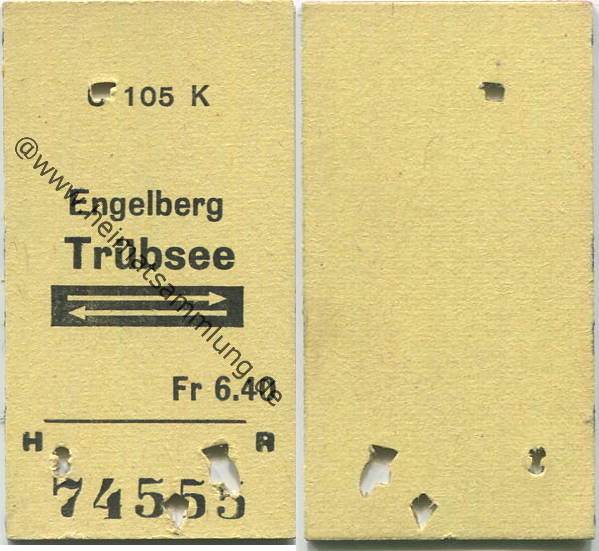 C 105 K
@www.heimatsammlung.de
Engelberg
Trübsee
Fr 6.40
H R
74555